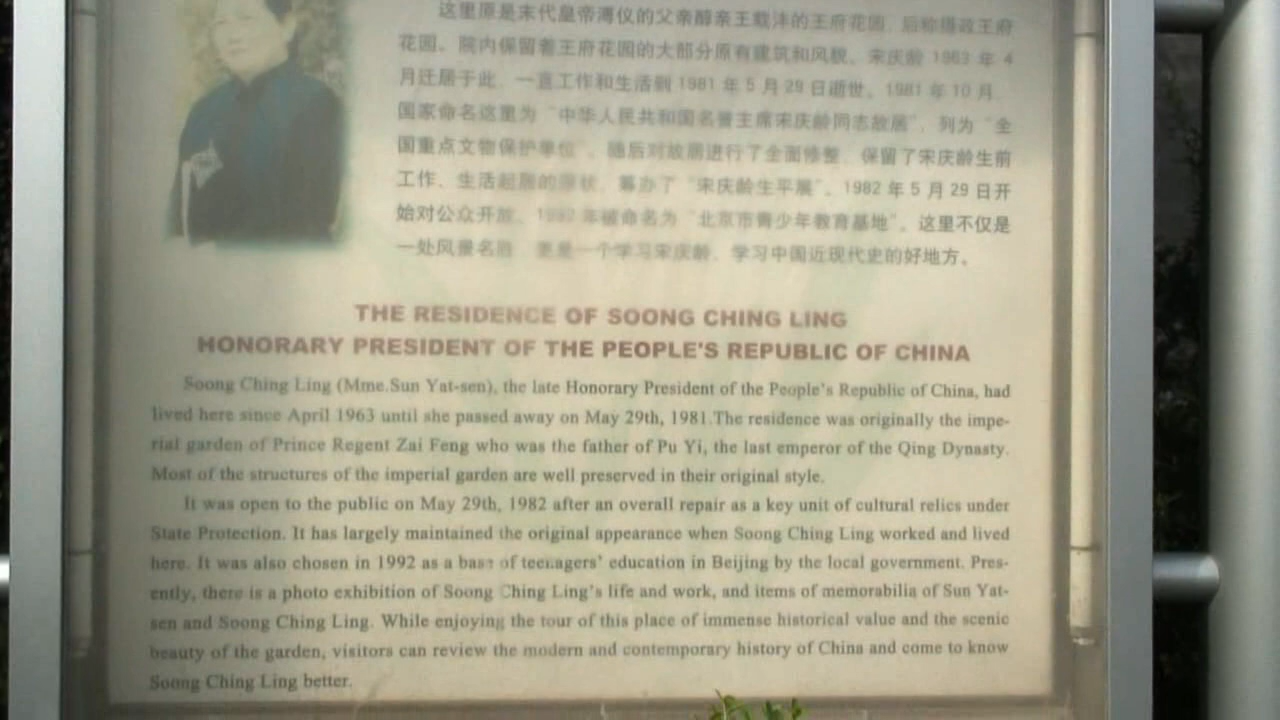 这里原是末代皇帝溥仪的父亲醇亲王载沣的王府花园，后称摄政王府
花园。院内保留着王府花园的大部分原有建筑和风貌。宋庆龄 1963 年 4
月迁居于此，一直工作和生活到 1981 年 5 月 29 日逝世。1981 年 10 月，
国家命名这里为“中华人民共和国名誉主席宋庆龄同志故居”，列为“全
国重点文物保护单位”。随后对故居进行了全面修整，保留了宋庆龄生前
工作、生活起居的原状，筹办了“宋庆龄生平展”。1982 年 5 月 29 日开
始对公众开放，1992 年被命名为“北京市青少年教育基地”。这里不仅是
一处风景名胜，更是一个学习宋庆龄、学习中国近现代史的好地方。
THE RESIDENCE OF SOONG CHING LING
HONORARY PRESIDENT OF THE PEOPLE'S REPUBLIC OF CHINA
Soong Ching Ling (Mme.Sun Yat-sen), the late Honorary President of the People's Republic of China, had
lived here since April 1963 until she passed away on May 29th, 1981.The residence was originally the impe-
rial garden of Prince Regent Zai Feng who was the father of Pu Yi, the last emperor of the Qing Dynasty.
Most of the structures of the imperial garden are well preserved in their original style.
It was open to the public on May 29th, 1982 after an overall repair as a key unit of cultural relics under
State Protection. It has largely maintained the original appearance when Soong Ching Ling worked and lived
here. It was also chosen in 1992 as a base of teenagers' education in Beijing by the local government. Pres-
ently, there is a photo exhibition of Soong Ching Ling's life and work, and items of memorabilia of Sun Yat-
sen and Soong Ching Ling. While enjoying the tour of this place of immense historical value and the scenic
beauty of the garden, visitors can review the modern and contemporary history of China and come to know
Soong Ching Ling better.